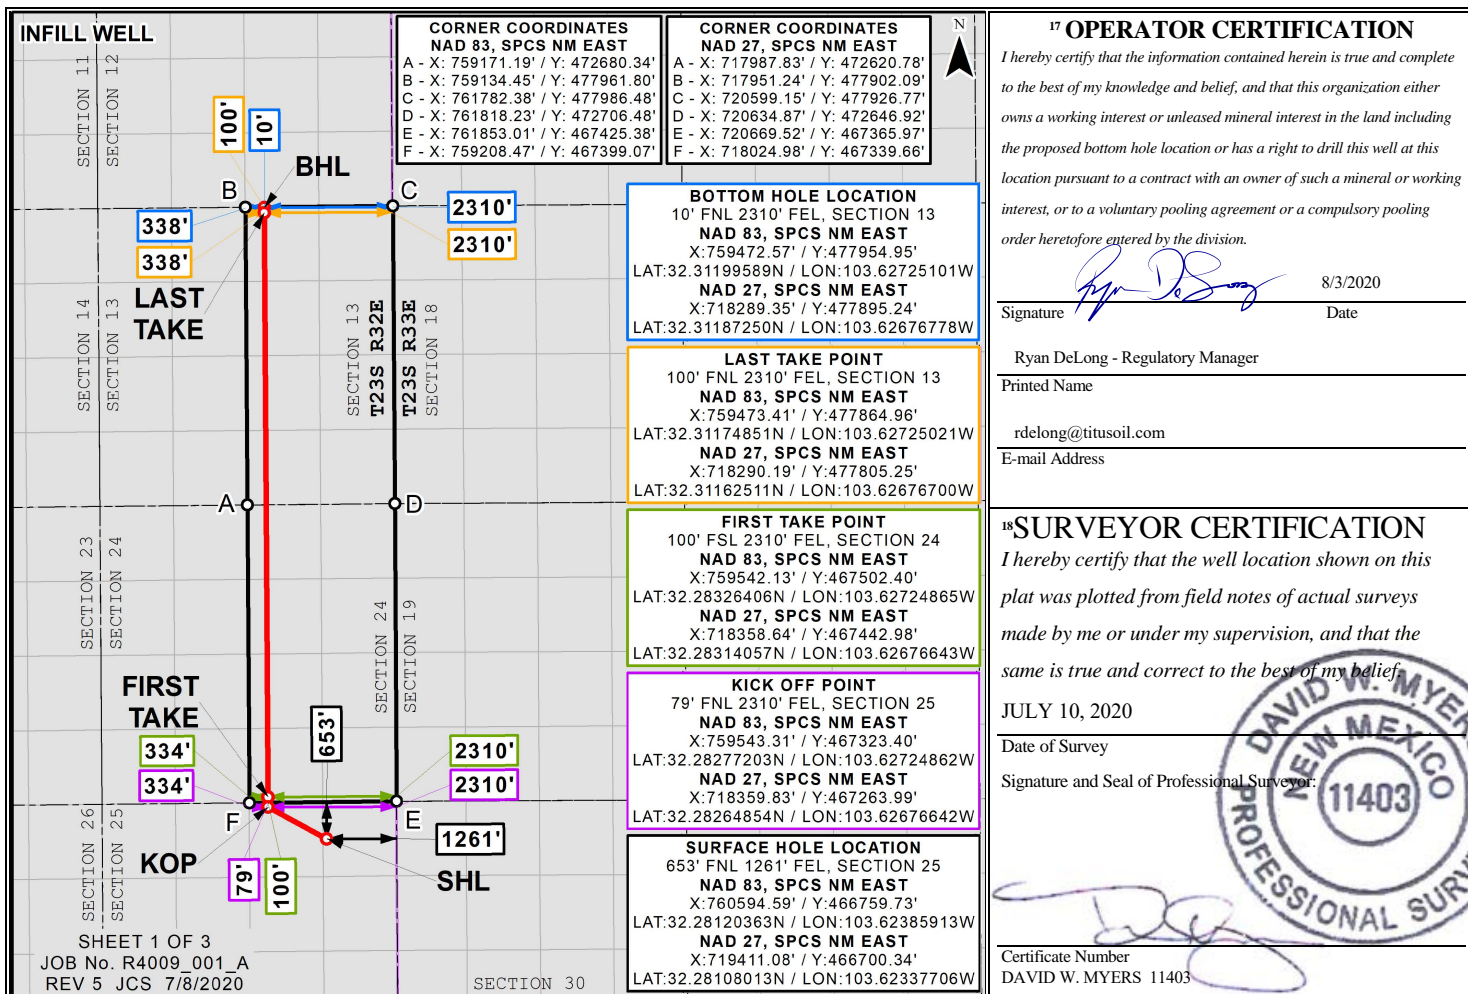 INFILL WELL
SECTION 11
SECTION 12
CORNER COORDINATES
NAD 83, SPCS NM EAST
A - X: 759171.19' / Y: 472680.34'
B - X: 759134.45' / Y: 477961.80'
C - X: 761782.38' / Y: 477986.48'
D - X: 761818.23' / Y: 472706.48'
E - X: 761853.01' / Y: 467425.38'
F - X: 759208.47' / Y: 467399.07'
CORNER COORDINATES
NAD 27, SPCS NM EAST
A - X: 717987.83' / Y: 472620.78'
B - X: 717951.24' / Y: 477902.09'
C - X: 720599.15' / Y: 477926.77'
D - X: 720634.87' / Y: 472646.92'
E - X: 720669.52' / Y: 467365.97'
F - X: 718024.98' / Y: 467339.66'
N
100'
10'
BHL
B
C
338'
338'
2310'
2310'
LAST
TAKE
SECTION 14
SECTION 13
SECTION 13
T23S R32E
T23S R33E
SECTION 18
A
D
SECTION 23
SECTION 24
SECTION 24
SECTION 19
FIRST
TAKE
653'
334'
334'
2310'
2310'
F
E
SECTION 26
SECTION 25
KOP
79'
100'
1261'
SHL
SHEET 1 OF 3
JOB No. R4009_001_A
REV 5 JCS 7/8/2020
SECTION 30
BOTTOM HOLE LOCATION
10' FNL 2310' FEL, SECTION 13
NAD 83, SPCS NM EAST
X:759472.57' / Y:477954.95'
LAT:32.31199589N / LON:103.62725101W
NAD 27, SPCS NM EAST
X:718289.35' / Y:477895.24'
LAT:32.31187250N / LON:103.62676778W
LAST TAKE POINT
100' FNL 2310' FEL, SECTION 13
NAD 83, SPCS NM EAST
X:759473.41' / Y:477864.96'
LAT:32.31174851N / LON:103.62725021W
NAD 27, SPCS NM EAST
X:718290.19' / Y:477805.25'
LAT:32.31162511N / LON:103.62676700W
FIRST TAKE POINT
100' FSL 2310' FEL, SECTION 24
NAD 83, SPCS NM EAST
X:759542.13' / Y:467502.40'
LAT:32.28326406N / LON:103.62724865W
NAD 27, SPCS NM EAST
X:718358.64' / Y:467442.98'
LAT:32.28314057N / LON:103.62676643W
KICK OFF POINT
79' FNL 2310' FEL, SECTION 25
NAD 83, SPCS NM EAST
X:759543.31' / Y:467323.40'
LAT:32.28277203N / LON:103.62724862W
NAD 27, SPCS NM EAST
X:718359.83' / Y:467263.99'
LAT:32.28264854N / LON:103.62676642W
SURFACE HOLE LOCATION
653' FNL 1261' FEL, SECTION 25
NAD 83, SPCS NM EAST
X:760594.59' / Y:466759.73'
LAT:32.28120363N / LON:103.62385913W
NAD 27, SPCS NM EAST
X:719411.08' / Y:466700.34'
LAT:32.28108013N / LON:103.62337706W
17 OPERATOR CERTIFICATION
I hereby certify that the information contained herein is true and complete
to the best of my knowledge and belief, and that this organization either
owns a working interest or unleased mineral interest in the land including
the proposed bottom hole location or has a right to drill this well at this
location pursuant to a contract with an owner of such a mineral or working
interest, or to a voluntary pooling agreement or a compulsory pooling
order heretofore entered by the division.
8/3/2020
Signature Date
Ryan DeLong - Regulatory Manager
Printed Name
rdelong@titusoil.com
E-mail Address
18 SURVEYOR CERTIFICATION
I hereby certify that the well location shown on this
plat was plotted from field notes of actual surveys
made by me or under my supervision, and that the
same is true and correct to the best of my belief.
JULY 10, 2020
Date of Survey
Signature and Seal of Professional Surveyor:
DAVID W. MYERS
NEW MEXICO
11403
PROFESSIONAL SURV
Certificate Number
DAVID W. MYERS 11403